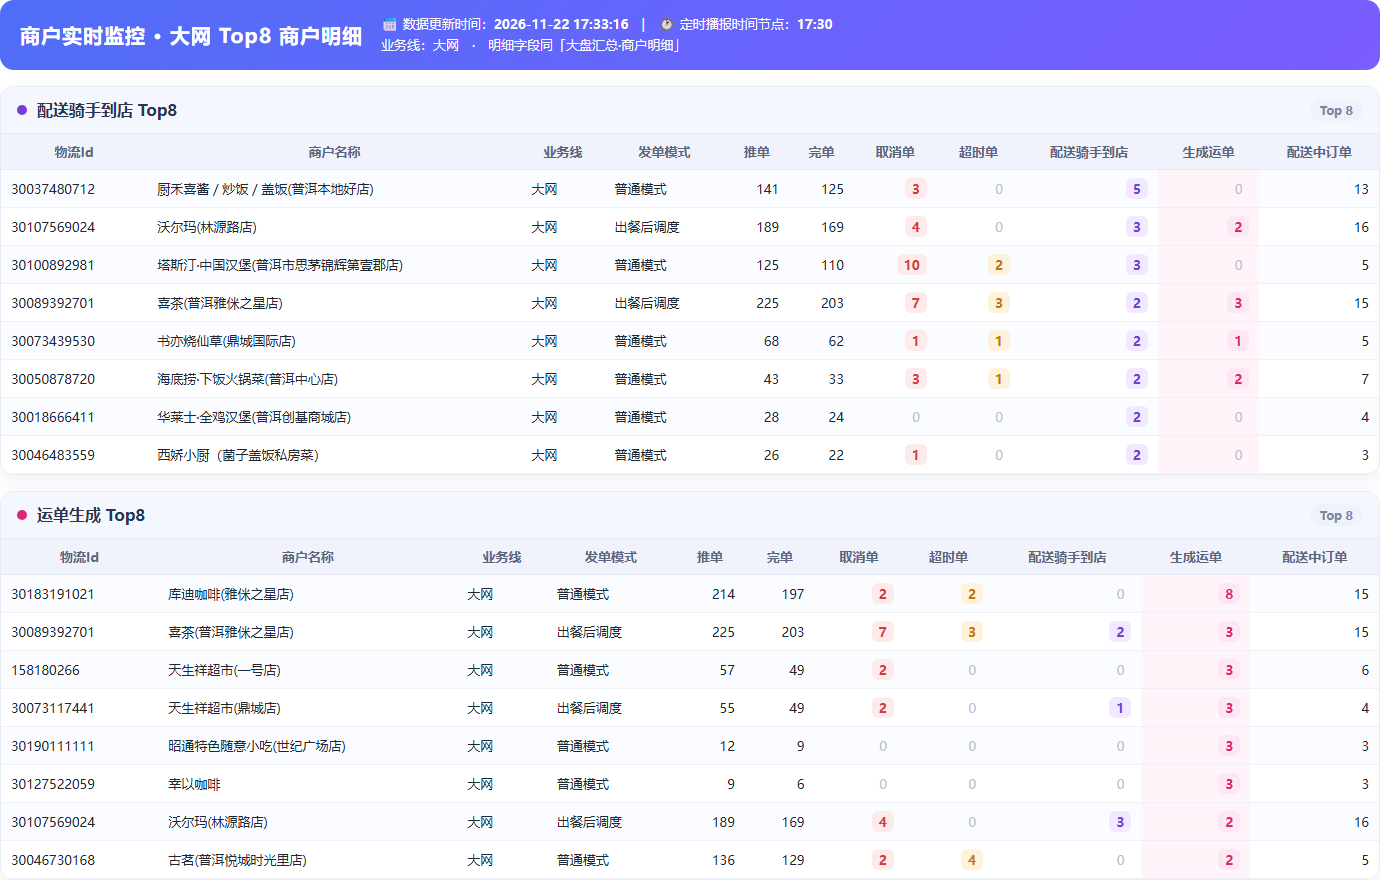 商户实时监控 · 大网 Top8 商户明细
数据更新时间：2026-11-22 17:33:16 | 定时播报时间节点：17:30
业务线：大网 · 明细字段同「大盘汇总·商户明细」
配送骑手到店 Top8 Top 8
物流Id 商户名称 业务线 发单模式 推单 完单 取消单 超时单 配送骑手到店 生成运单 配送中订单
30037480712 厨禾喜酱 / 炒饭 / 盖饭(普洱本地好店) 大网 普通模式 141 125 3 0 5 0 13
30107569024 沃尔玛(林源路店) 大网 出餐后调度 189 169 4 0 3 2 16
30100892981 塔斯汀·中国汉堡(普洱市思茅锦辉第壹郡店) 大网 普通模式 125 110 10 2 3 0 5
30089392701 喜茶(普洱雅侎之星店) 大网 出餐后调度 225 203 7 3 2 3 15
30073439530 书亦烧仙草(鼎城国际店) 大网 普通模式 68 62 1 1 2 1 5
30050878720 海底捞·下饭火锅菜(普洱中心店) 大网 普通模式 43 33 3 1 2 2 7
30018666411 华莱士·全鸡汉堡(普洱创基商城店) 大网 普通模式 28 24 0 0 2 0 4
30046483559 西娇小厨（菌子盖饭私房菜） 大网 普通模式 26 22 1 0 2 0 3
运单生成 Top8 Top 8
物流Id 商户名称 业务线 发单模式 推单 完单 取消单 超时单 配送骑手到店 生成运单 配送中订单
30183191021 库迪咖啡(雅侎之星店) 大网 普通模式 214 197 2 2 0 8 15
30089392701 喜茶(普洱雅侎之星店) 大网 出餐后调度 225 203 7 3 2 3 15
158180266 天生祥超市(一号店) 大网 普通模式 57 49 2 0 0 3 6
30073117441 天生祥超市(鼎城店) 大网 出餐后调度 55 49 2 0 1 3 4
30190111111 昭通特色随意小吃(世纪广场店) 大网 普通模式 12 9 0 0 0 3 3
30127522059 幸以咖啡 大网 普通模式 9 6 0 0 0 3 3
30107569024 沃尔玛(林源路店) 大网 出餐后调度 189 169 4 0 3 2 16
30046730168 古茗(普洱悦城时光里店) 大网 普通模式 136 129 2 4 0 2 5